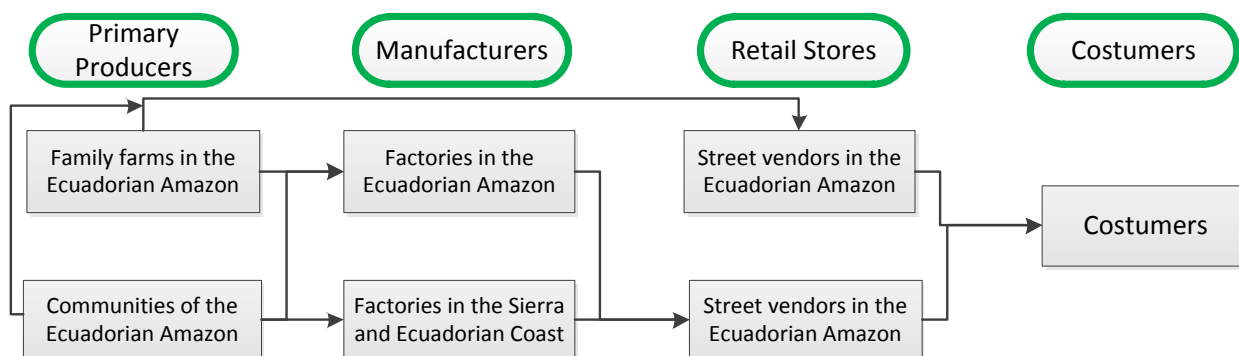 Primary
Producers
Manufacturers
Retail Stores
Costumers
Family farms in the
Ecuadorian Amazon
Factories in the
Ecuadorian Amazon
Street vendors in the
Ecuadorian Amazon
Costumers
Communities of the
Ecuadorian Amazon
Factories in the Sierra
and Ecuadorian Coast
Street vendors in the
Ecuadorian Amazon